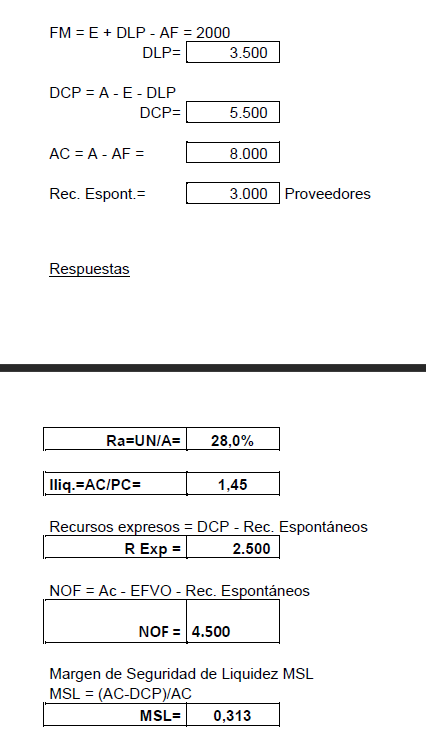 FM = E + DLP - AF = 2000
DLP= 3.500
DCP = A - E - DLP
DCP= 5.500
AC = A - AF = 8.000
Rec. Espont.= 3.000 Proveedores
Respuestas
Ra=UN/A= 28,0%
Iliq.=AC/PC= 1,45
Recursos expresos = DCP - Rec. Espontáneos
R Exp = 2.500
NOF = Ac - EFVO - Rec. Espontáneos
NOF = 4.500
Margen de Seguridad de Liquidez MSL
MSL = (AC-DCP)/AC
MSL= 0,313